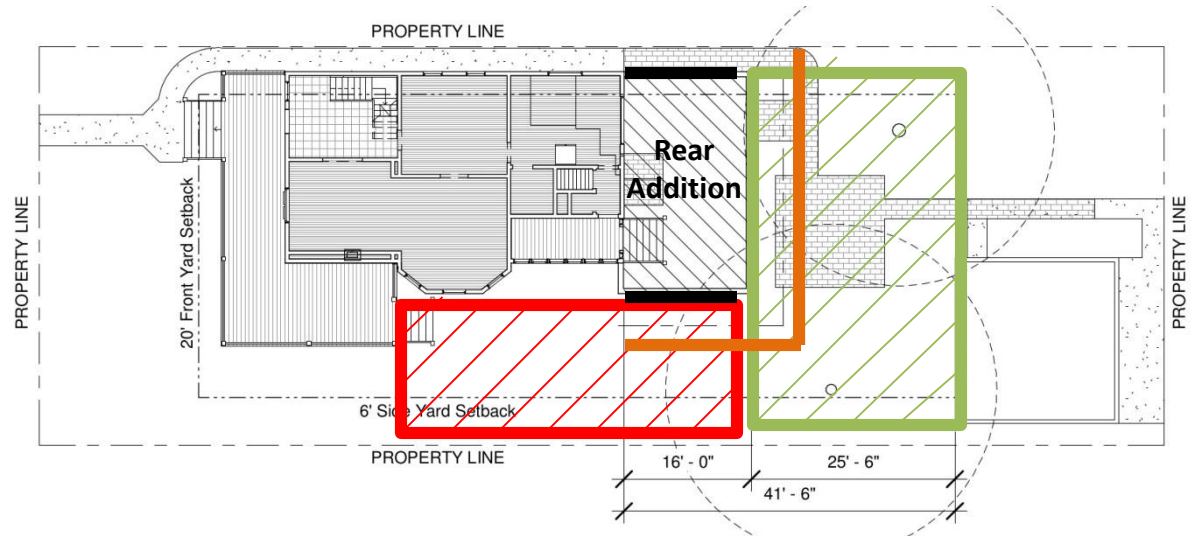 PROPERTY LINE
PROPERTY LINE
20' Front Yard Setback
Rear
Addition
PROPERTY LINE
6' Side Yard Setback
PROPERTY LINE
16' - 0"
25' - 6"
41' - 6"